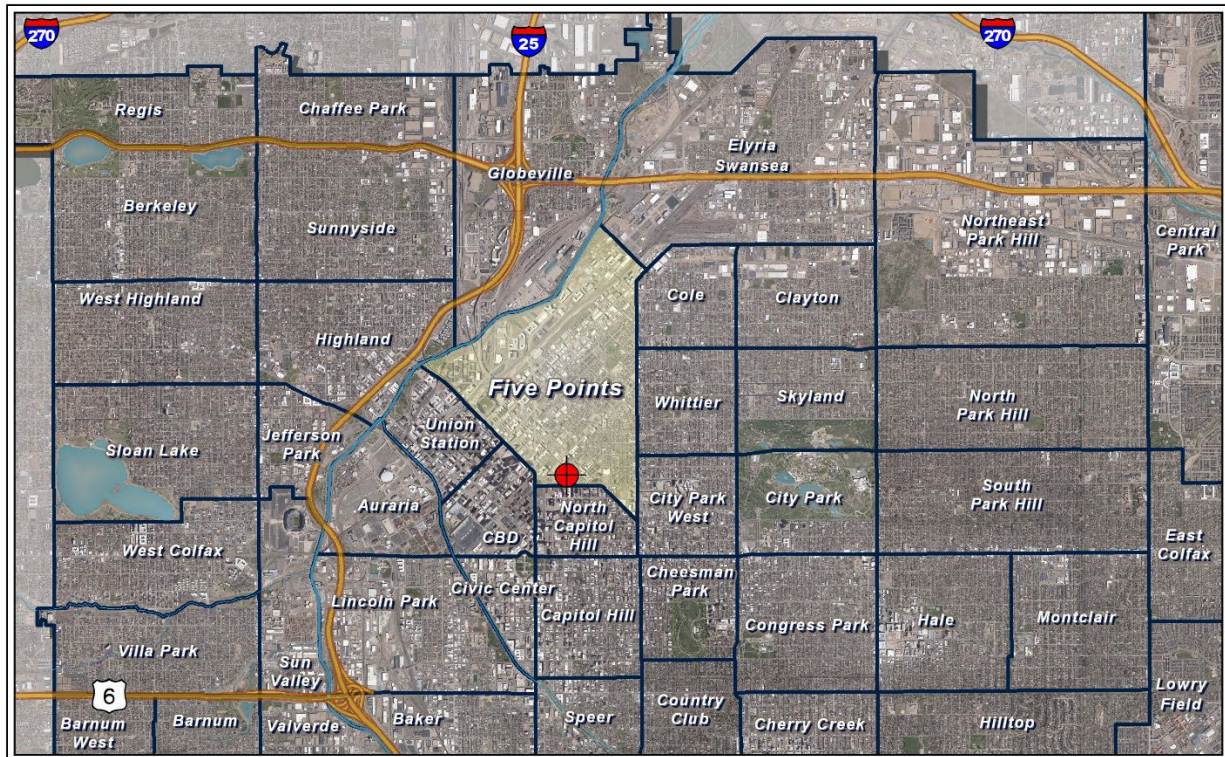 270
25
270
Regis
Chaffee Park
Elyria
Swansea
Globeville
Berkeley
Sunnyside
Northeast
Park Hill
Central
Park
West Highland
Highland
Cole
Clayton
Five Points
Whittier
Skyland
North
Park Hill
Union
Station
Jefferson
Park
Sloan Lake
Auraria
City Park
West
City Park
South
Park Hill
North
Capitol
Hill
CBD
West Colfax
East
Colfax
Civic Center
Cheesman
Park
Lincoln Park
Capitol Hill
Congress Park
Hale
Montclair
Villa Park
Sun
Valley
6
Lowry
Field
Barnum
West
Barnum
Valverde
Baker
Speer
Country
Club
Cherry Creek
Hilltop